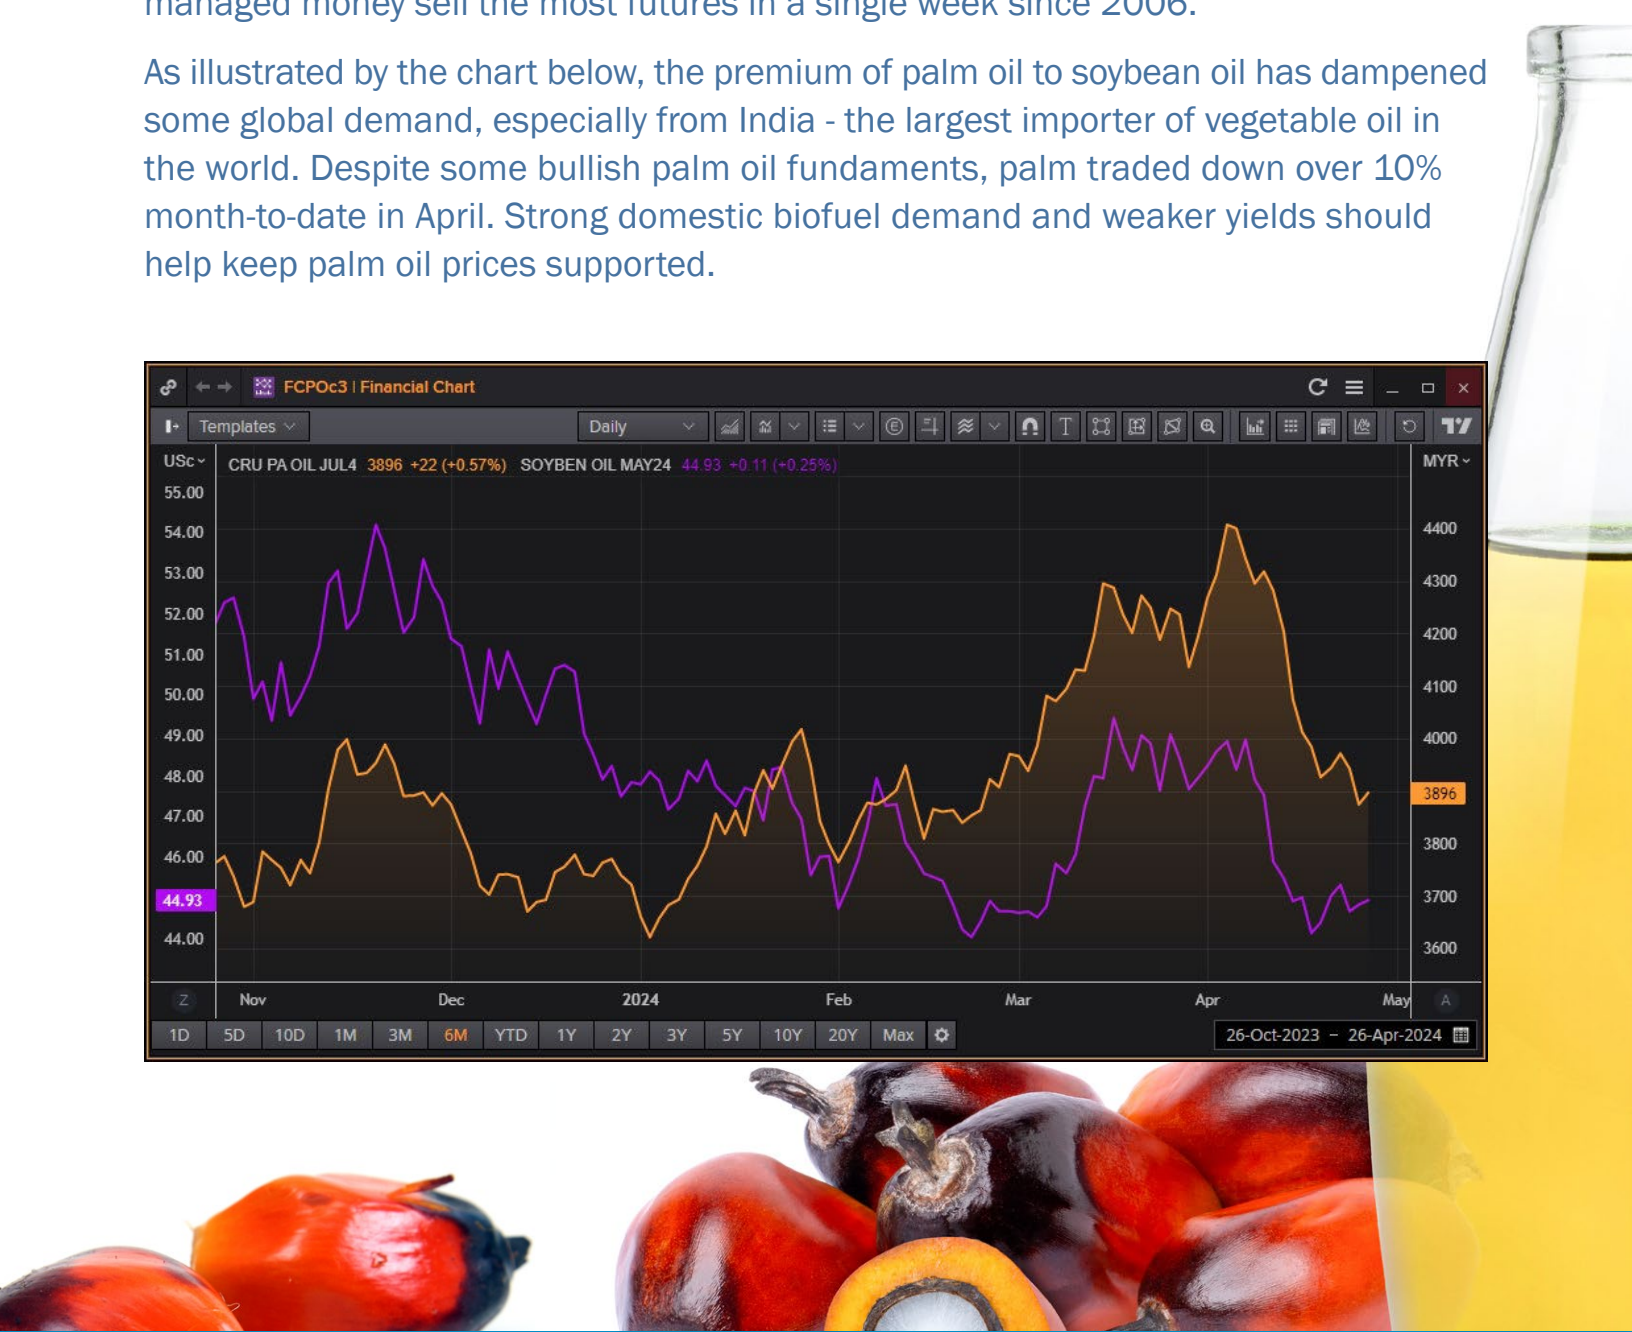 managed money sell the most futures in a single week since 2006.
As illustrated by the chart below, the premium of palm oil to soybean oil has dampened
some global demand, especially from India - the largest importer of vegetable oil in
the world. Despite some bullish palm oil fundaments, palm traded down over 10%
month-to-date in April. Strong domestic biofuel demand and weaker yields should
help keep palm oil prices supported.
FCPOc3 | Financial Chart
Templates Daily
USc CRU PA OIL JUL4 3896 +22 (+0.57%) SOYBEN OIL MAY24 44.93 +0.11 (+0.25%) MYR
55.00
54.00 4400
53.00 4300
52.00 4200
51.00
50.00 4100
49.00 4000
48.00
3896
47.00
46.00 3800
44.93 3700
44.00 3600
Z Nov Dec 2024 Feb Mar Apr May A
1D 5D 10D 1M 3M 6M YTD 1Y 2Y 3Y 5Y 10Y 20Y Max 26-Oct-2023 – 26-Apr-2024